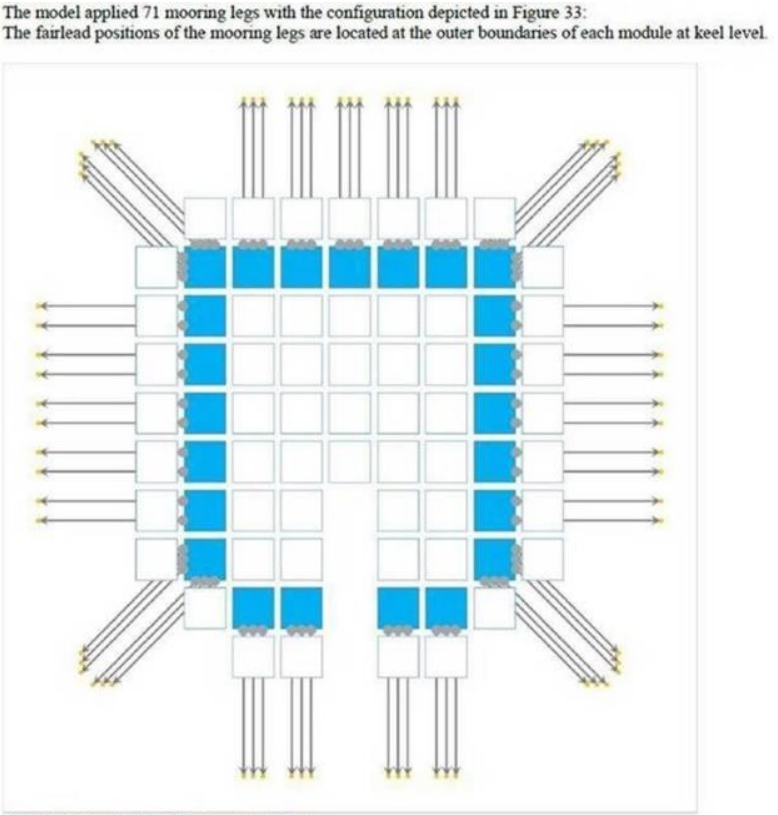 The model applied 71 mooring legs with the configuration depicted in Figure 33:
The fairlead positions of the mooring legs are located at the outer boundaries of each module at keel level.